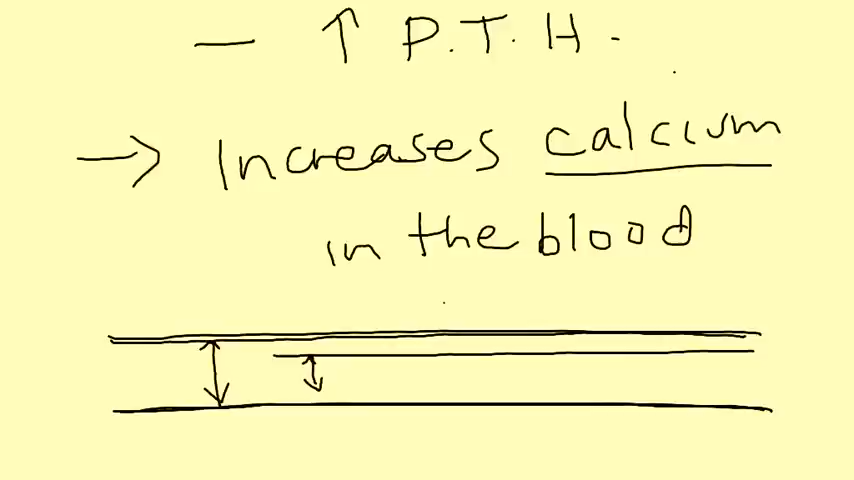 — ↑ P.T.H.
→ Increases calcium
in the blood